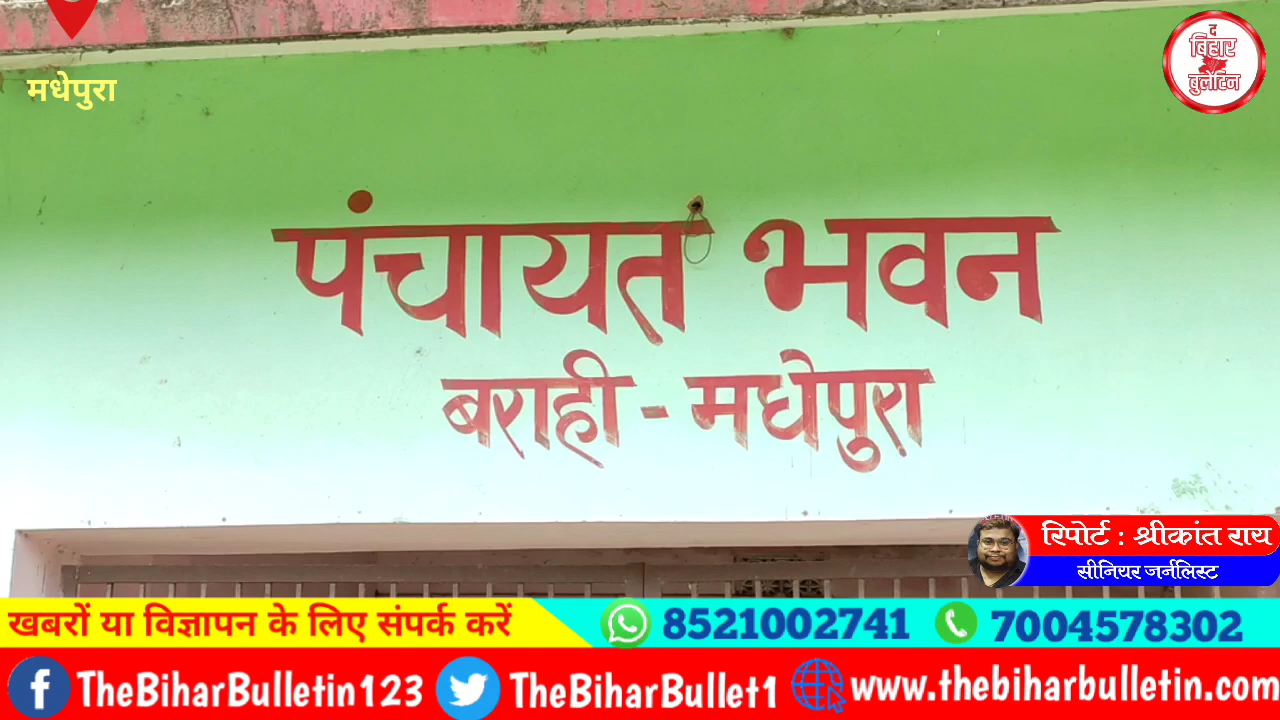 मधेपुरा
द
बिहार
बुलेटिन
पंचायत भवन
बराही - मधेपुरा
रिपोर्ट : श्रीकांत राय
सीनियर जर्नलिस्ट
खबरों या विज्ञापन के लिए संपर्क करें 8521002741 7004578302
TheBiharBulletin123 TheBiharBullet1 www.thebiharbulletin.com